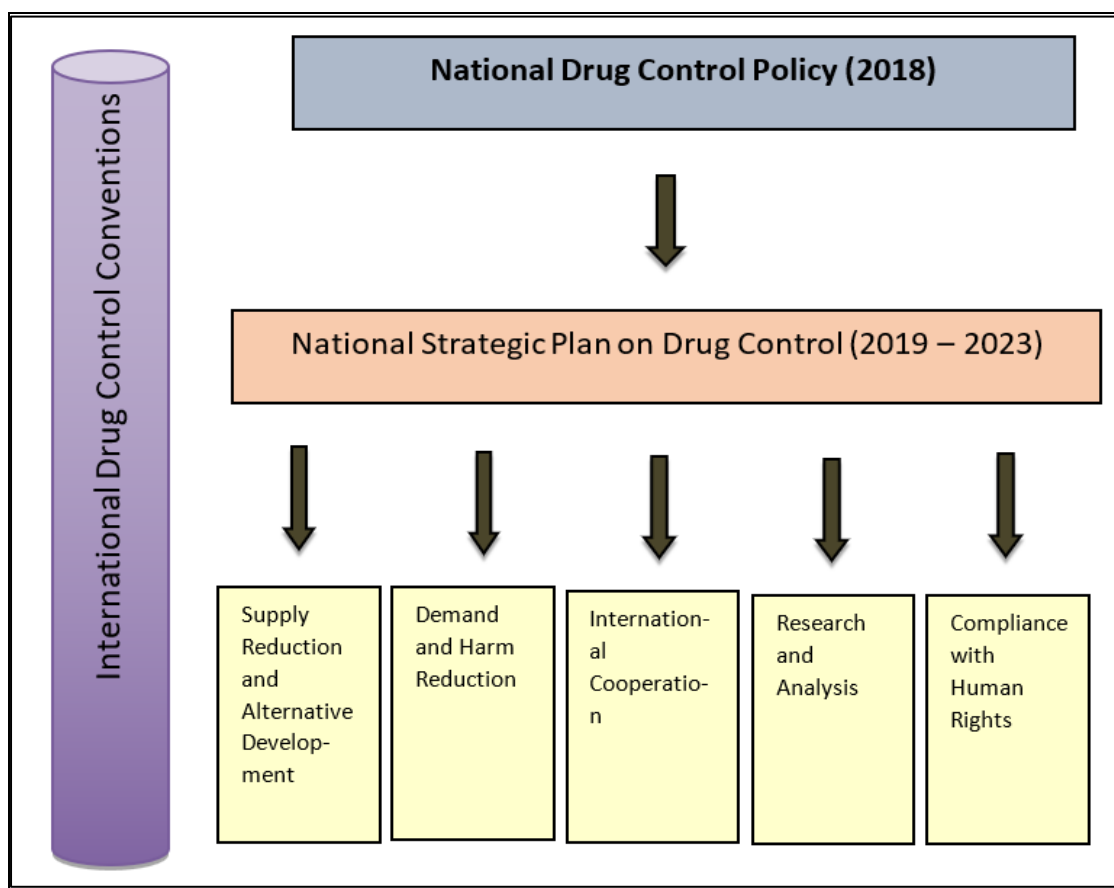 International Drug Control Conventions
National Drug Control Policy (2018)
National Strategic Plan on Drug Control (2019 – 2023)
Supply
Reduction
and
Alternative
Develop-
ment
Demand
and Harm
Reduction
Internation-
al
Cooperatio-
n
Research
and
Analysis
Compliance
with
Human
Rights